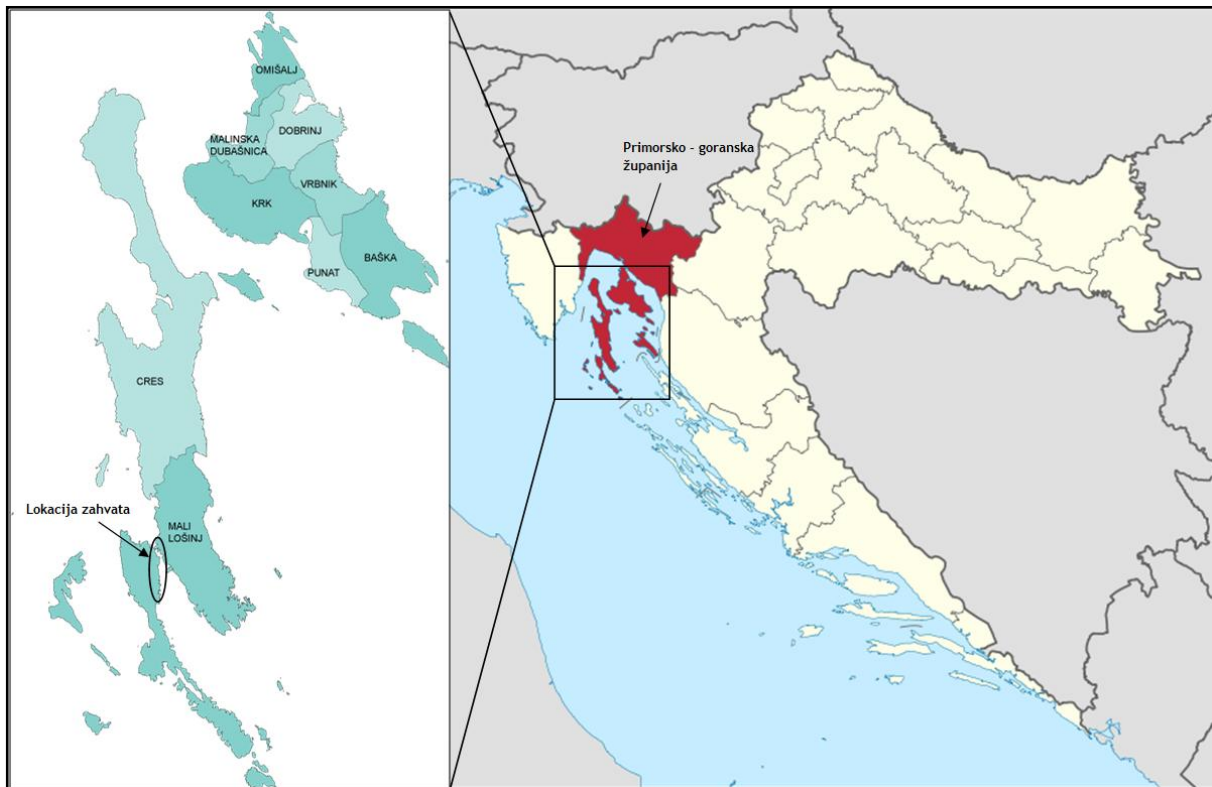 OMIŠALJ
DOBRINJ
MALINSKA
DUBAŠNICA
VRBNIK
KRK
PUNAT
BAŠKA
CRES
Lokacija zahvata
MALI
LOŠINJ
Primorsko - goranska
županija